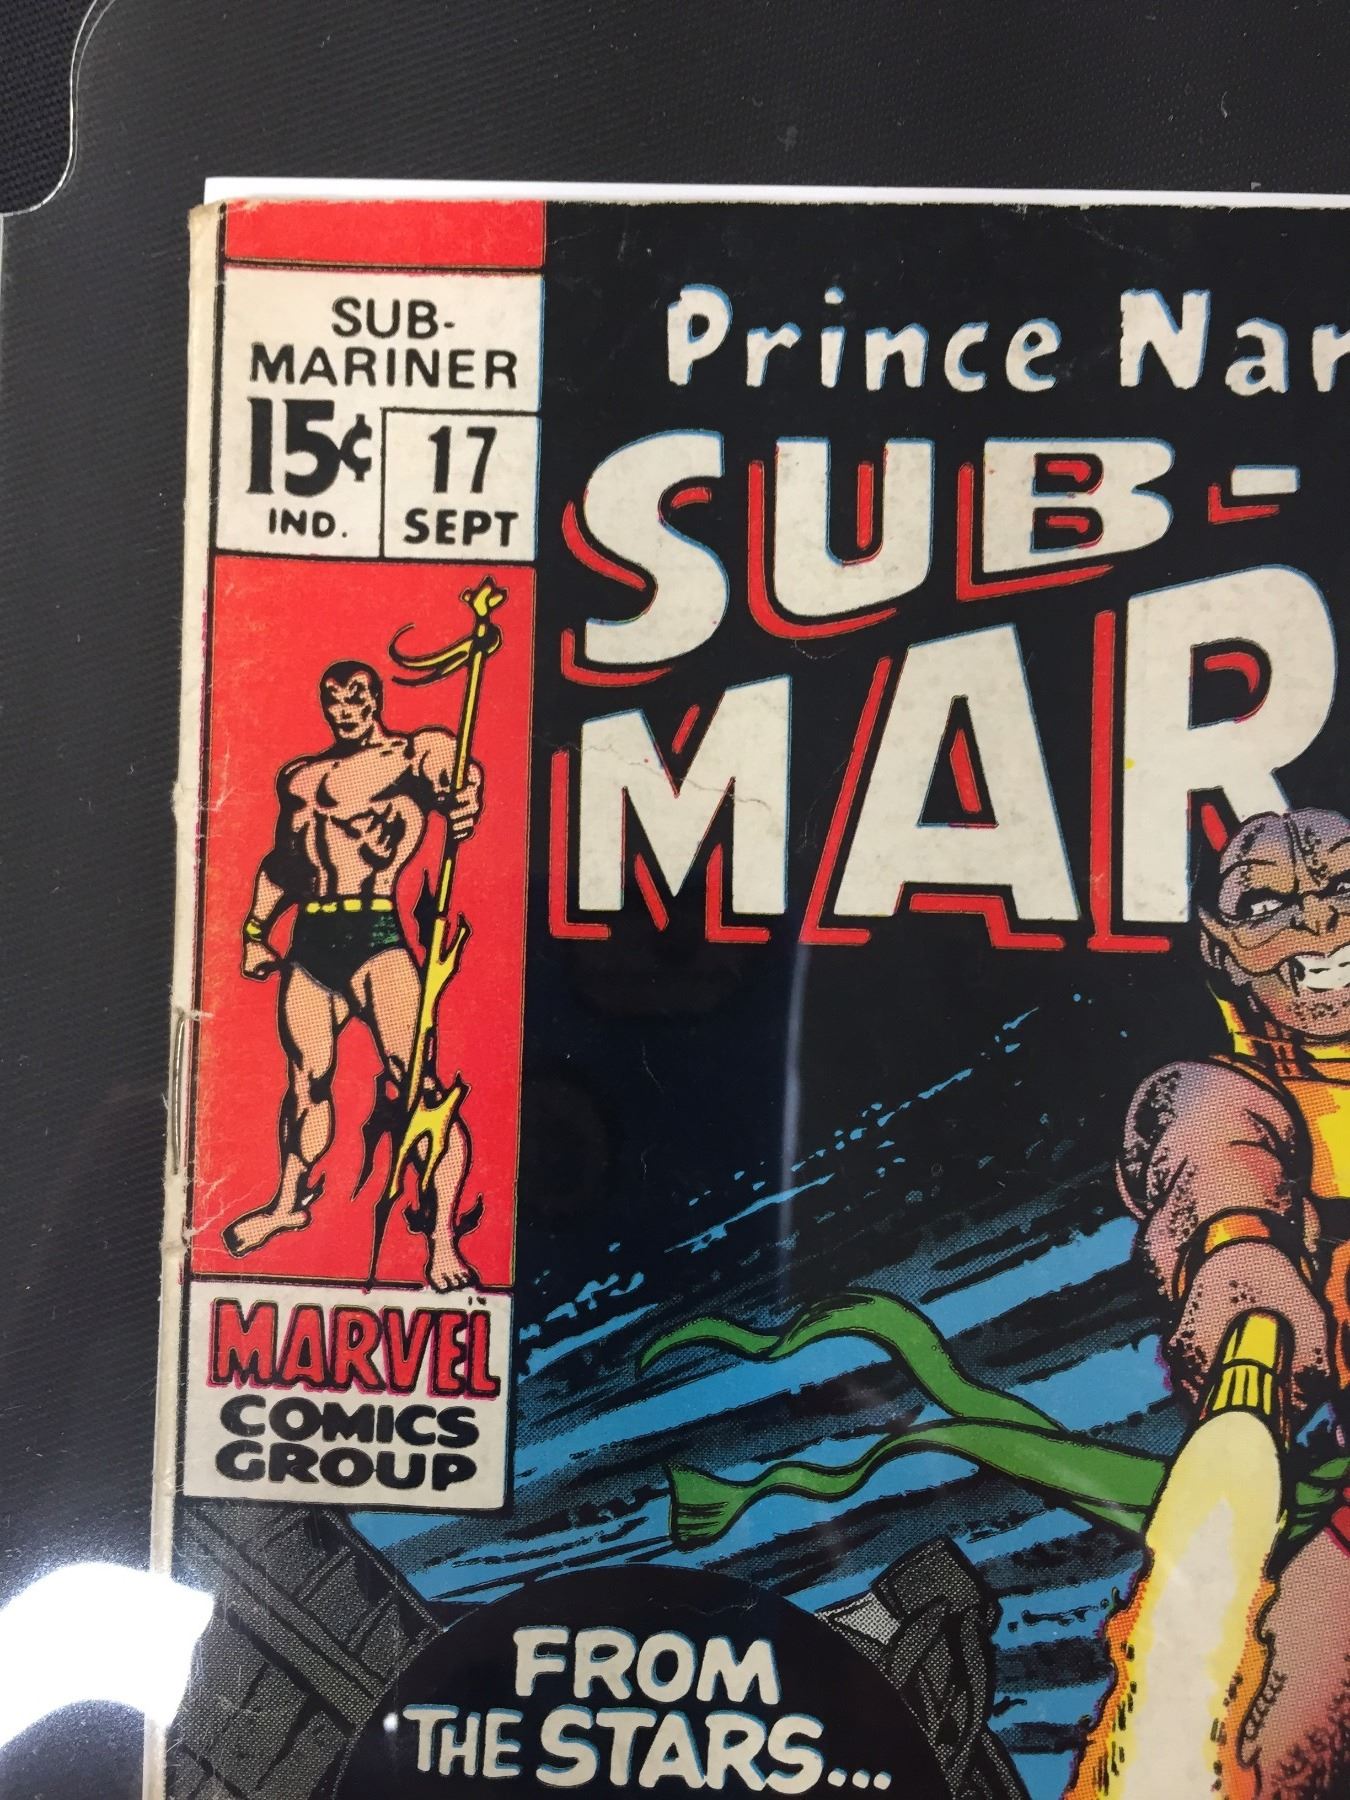 SUB-
MARINER
15¢
IND.
17
SEPT
MARVEL
COMICS
GROUP
Prince Nar
SUB-
MAR
FROM
THE STARS...